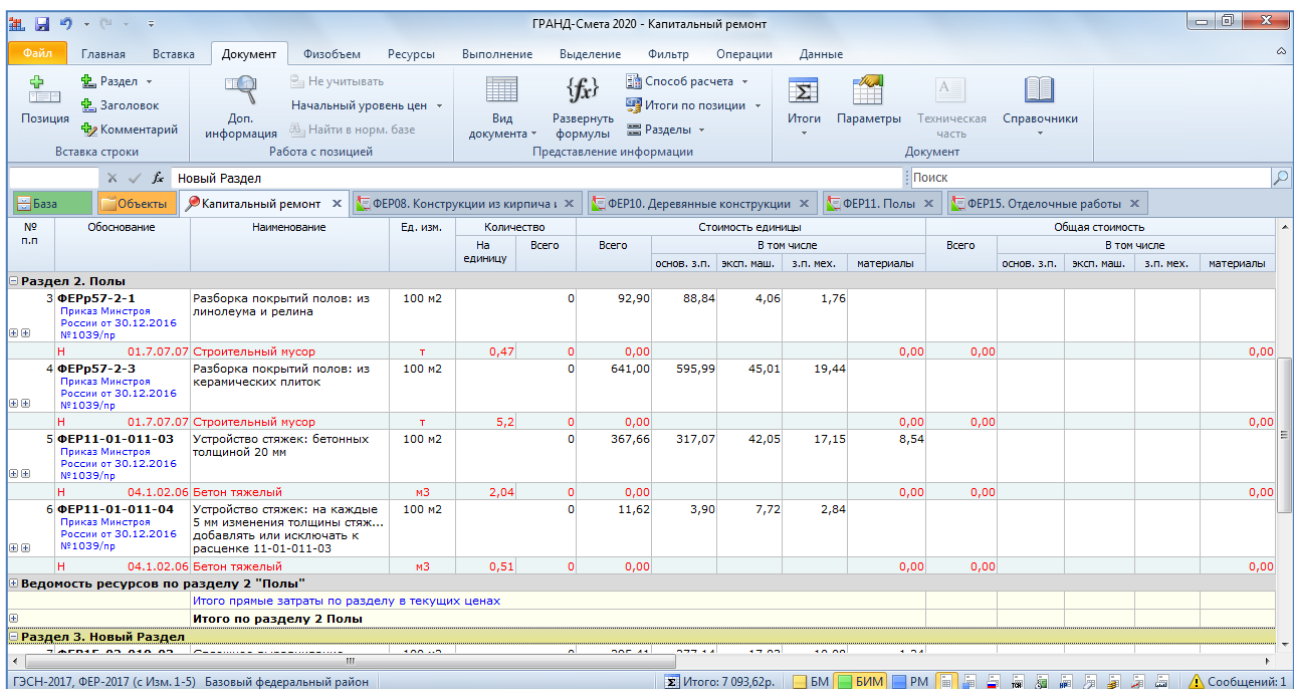 ГРАНД-Смета 2020 - Капитальный ремонт
Файл Главная Вставка Документ Физобъем Ресурсы Выполнение Выделение Фильтр Операции Данные
Позиция
Раздел
Заголовок
Комментарий
Вставка строки
Доп. информация
Не учитывать
Начальный уровень цен
Найти в норм. базе
Работа с позицией
Вид документа
Развернуть формулы
Способ расчета
Итоги по позиции
Разделы
Представление информации
Итоги Параметры Техническая часть Справочники
Документ
fx Новый Раздел Поиск
База Объекты Капитальный ремонт ФЕР08. Конструкции из кирпича и ФЕР10. Деревянные конструкции ФЕР11. Полы ФЕР15. Отделочные работы
№ п.п Обоснование Наименование Ед. изм. Количество Стоимость единицы Общая стоимость
На единицу Всего Всего В том числе Всего В том числе
основ. з.п. эксп. маш. з.п. мех. материалы основ. з.п. эксп. маш. з.п. мех. материалы
Раздел 2. Полы
3 ФЕРр57-2-1 Разборка покрытий полов: из 100 м2 0 92,90 88,84 4,06 1,76
Приказ Минстроя линолеума и релина
России от 30.12.2016
№1039/пр
Н 01.7.07.07 Строительный мусор т 0,47 0 0,00 0,00 0,00 0,00
4 ФЕРр57-2-3 Разборка покрытий полов: из 100 м2 0 641,00 595,99 45,01 19,44
Приказ Минстроя керамических плиток
России от 30.12.2016
№1039/пр
Н 01.7.07.07 Строительный мусор т 5,2 0 0,00 0,00 0,00 0,00
5 ФЕР11-01-011-03 Устройство стяжек: бетонных 100 м2 0 367,66 317,07 42,05 17,15 8,54
Приказ Минстроя толщиной 20 мм
России от 30.12.2016
№1039/пр
Н 04.1.02.06 Бетон тяжелый м3 2,04 0 0,00 0,00 0,00 0,00
6 ФЕР11-01-011-04 Устройство стяжек: на каждые 100 м2 0 11,62 3,90 7,72 2,84
Приказ Минстроя 5 мм изменения толщины стяж...
России от 30.12.2016 добавлять или исключать к
№1039/пр расценке 11-01-011-03
Н 04.1.02.06 Бетон тяжелый м3 0,51 0 0,00 0,00 0,00 0,00
Ведомость ресурсов по разделу 2 "Полы"
Итого прямые затраты по разделу в текущих ценах
Итого по разделу 2 Полы
Раздел 3. Новый Раздел
ГЭСН-2017, ФЕР-2017 (с Изм. 1-5) Базовый федеральный район Итого: 7 093,62р. БМ БИМ РМ Сообщений: 1